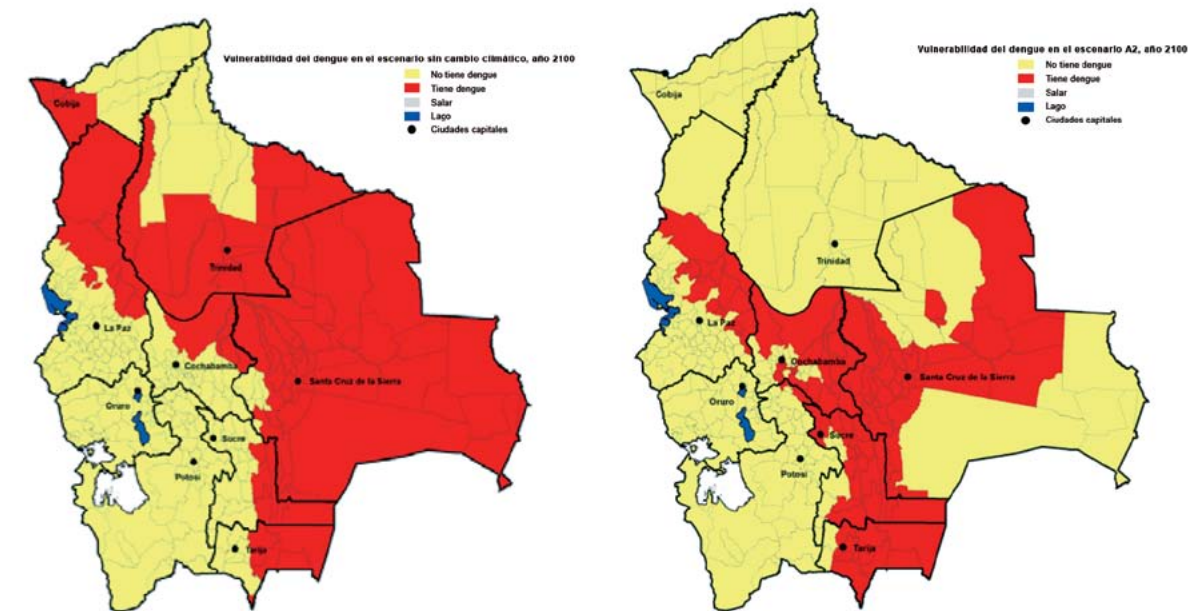 Vulnerabilidad del dengue en el escenario sin cambio climático, año 2100
No tiene dengue
Tiene dengue
Salar
Lago
Ciudades capitales
Cobija
Trinidad
La Paz
Cochabamba
Santa Cruz de la Sierra
Oruro
Sucre
Potosi
Tarija
Vulnerabilidad del dengue en el escenario A2, año 2100
No tiene dengue
Tiene dengue
Salar
Lago
Ciudades capitales
Cobija
Trinidad
La Paz
Cochabamba
Santa Cruz de la Sierra
Oruro
Sucre
Potosi
Tarija